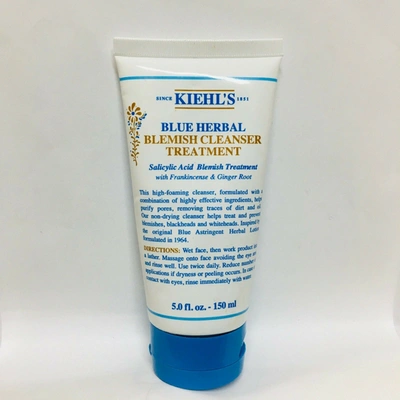 SINCE KIEHL'S 1851
BLUE HERBAL
BLEMISH CLEANSER
TREATMENT
Salicylic Acid Blemish Treatment
with Frankincense & Ginger Root
This high-foaming cleanser, formulated with a
combination of highly effective ingredients, helps
purify pores, removing traces of dirt and oil.
Our non-drying cleanser helps treat and prevent
blemishes, blackheads and whiteheads. Inspired
the original Blue Astringent Herbal Lotion
formulated in 1964.
DIRECTIONS: Wet face, then work product
a lather. Massage onto face avoiding the eye
and rinse well. Use twice daily. Reduce number
applications if dryness or peeling occurs. In case
contact with eyes, rinse immediately with water.
5.0 fl. oz. - 150 ml